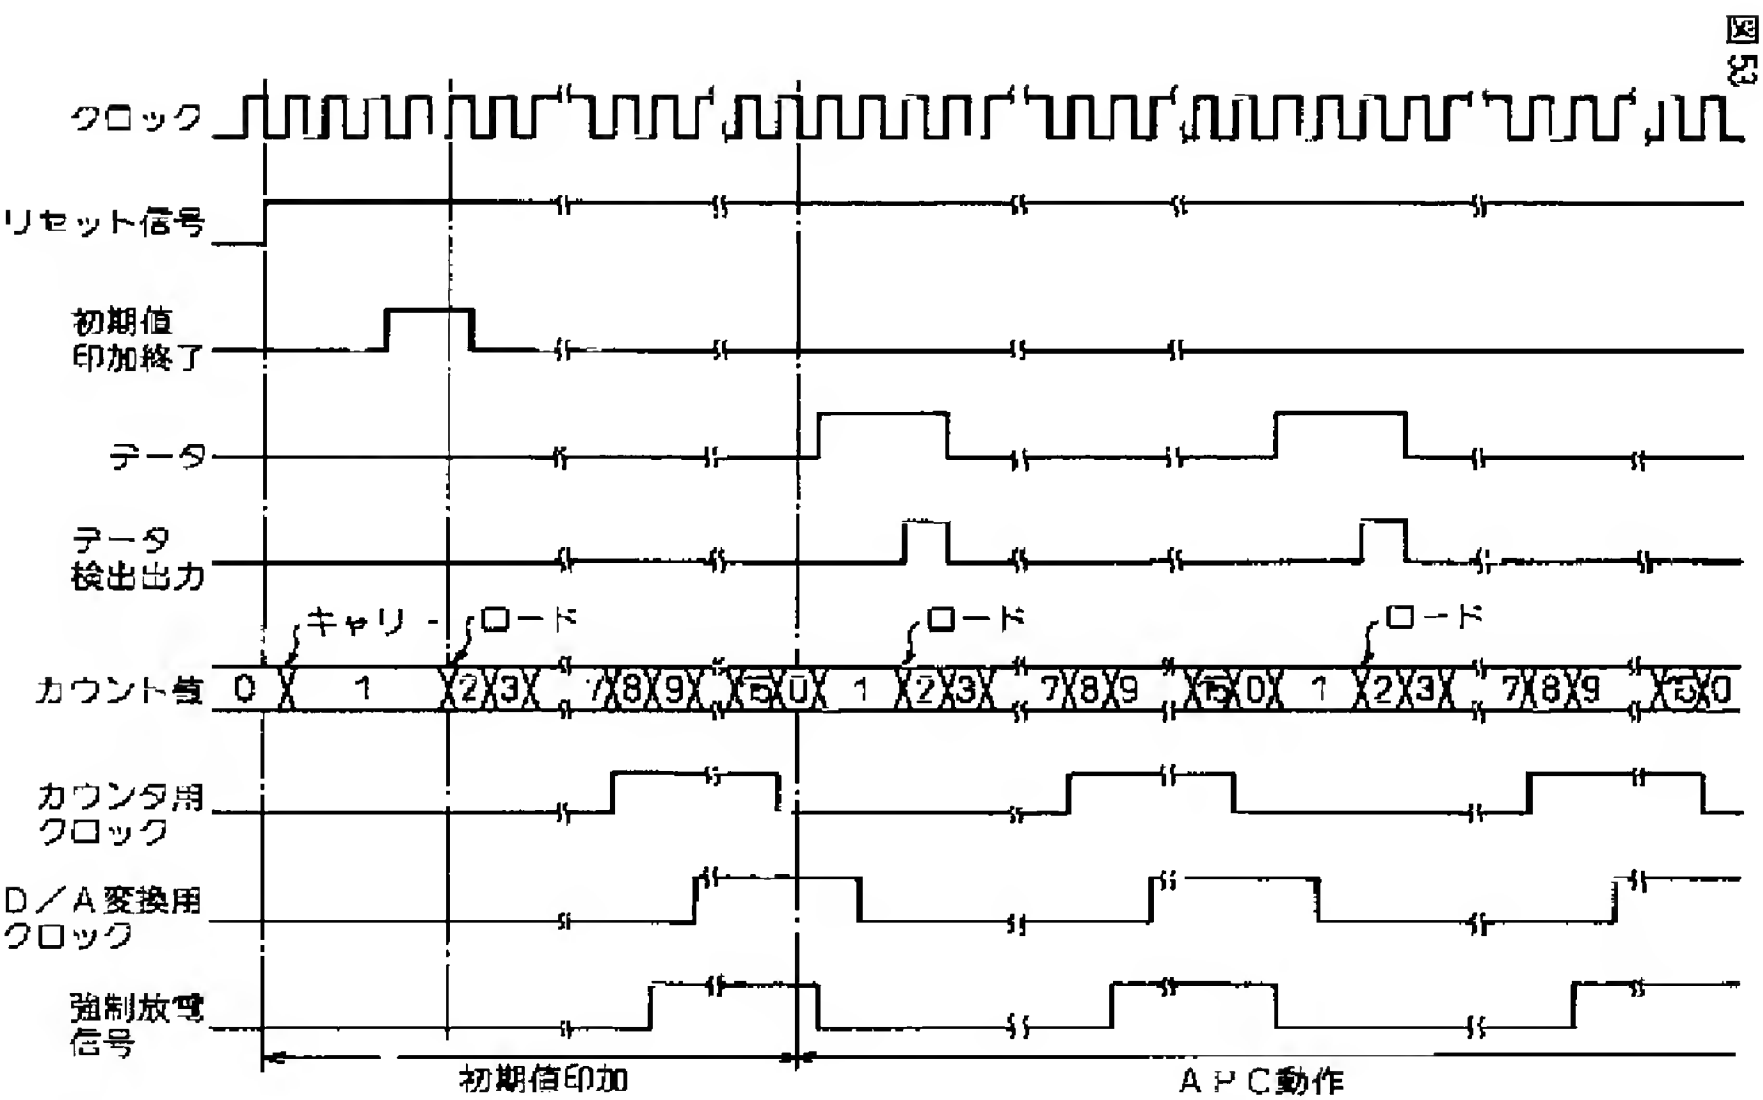 図53
クロック
リセット信号
初期値
印加終了
データ
データ
検出出力
キャリー ロード ロード ロード
カウント値 0 1 2 3 7 8 9 15 0 1 2 3 7 8 9 15 0 1 2 3 7 8 9 15 0
カウンタ用
クロック
D/A変換用
クロック
強制放電
信号
初期値印加 APC動作